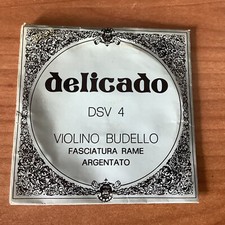 delicado
DSV 4
VIOLINO BUDELLO
FASCIATURA RAME
ARGENTATO